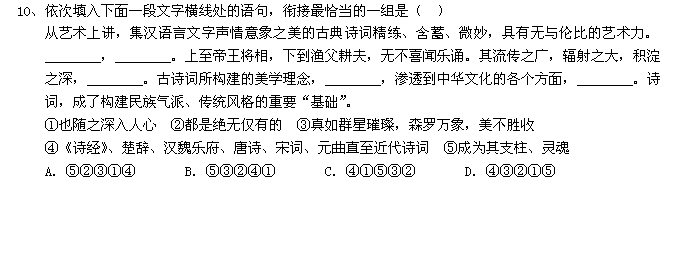 10、依次填入下面一段文字横线处的语句，衔接最恰当的一组是（　）
从艺术上讲，集汉语言文字声情意象之美的古典诗词精练、含蓄、微妙，具有无与伦比的艺术力。
________，________。上至帝王将相，下到渔父耕夫，无不喜闻乐诵。其流传之广，辐射之大，积淀
之深，________。古诗词所构建的美学理念，________，渗透到中华文化的各个方面，________。诗
词，成了构建民族气派、传统风格的重要“基础”。
①也随之深入人心　②都是绝无仅有的　③真如群星璀璨，森罗万象，美不胜收
④《诗经》、楚辞、汉魏乐府、唐诗、宋词、元曲直至近代诗词　⑤成为其支柱、灵魂
A. ⑤②③①④　B. ⑤③②④①　C. ④①⑤③②　D. ④③②①⑤